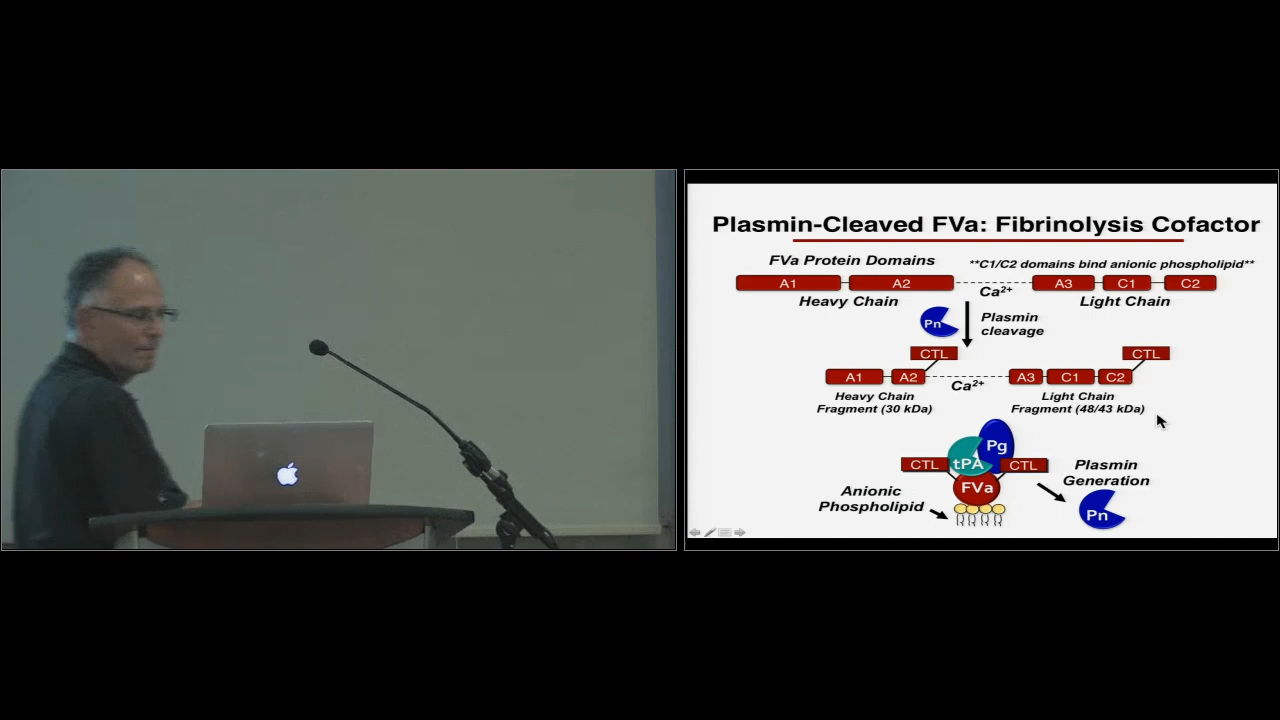 Plasmin-Cleaved FVa: Fibrinolysis Cofactor
FVa Protein Domains
**C1/C2 domains bind anionic phospholipid**
A1 A2 A3 C1 C2
Ca²⁺
Heavy Chain Light Chain
Pn
Plasmin
cleavage
CTL CTL
A1 A2 A3 C1 C2
Ca²⁺
Heavy Chain
Fragment (30 kDa)
Light Chain
Fragment (48/43 kDa)
Pg
tPA
CTL CTL
FVa
Plasmin
Generation
Anionic
Phospholipid
Pn